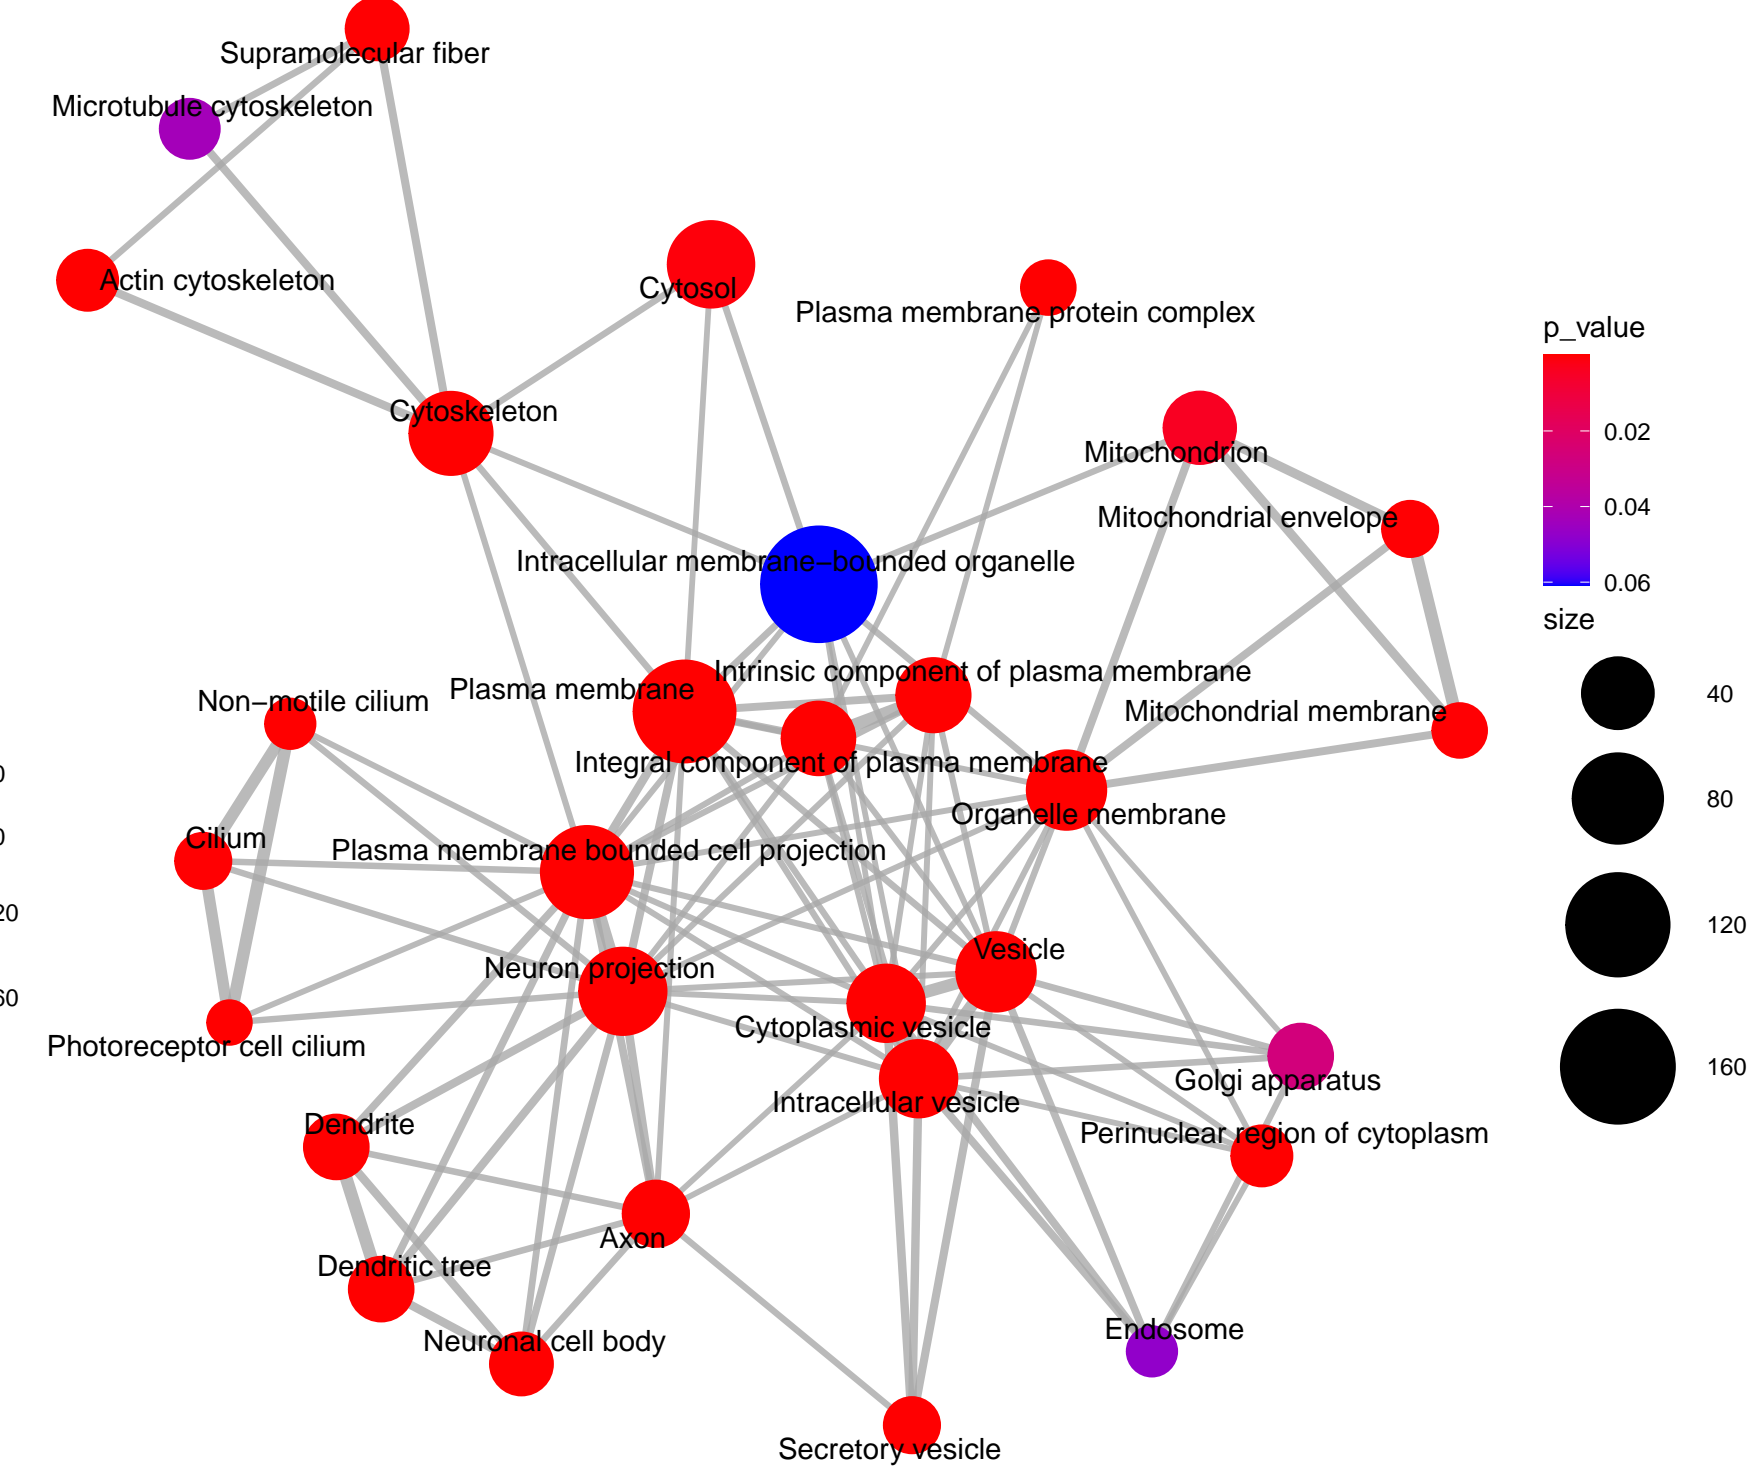 Supramolecular fiber
Microtubule cytoskeleton
Actin cytoskeleton
Cytosol
Plasma membrane protein complex
Cytoskeleton
Mitochondrion
Mitochondrial envelope
Intracellular membrane−bounded organelle
Intrinsic component of plasma membrane
Plasma membrane
Non−motile cilium
Mitochondrial membrane
Integral component of plasma membrane
Organelle membrane
Cilium
Plasma membrane bounded cell projection
Vesicle
Neuron projection
Cytoplasmic vesicle
Photoreceptor cell cilium
Golgi apparatus
Intracellular vesicle
Dendrite
Perinuclear region of cytoplasm
Axon
Dendritic tree
Endosome
Neuronal cell body
Secretory vesicle
p_value
0.02
0.04
0.06
size
40
80
120
160
0
0
20
60